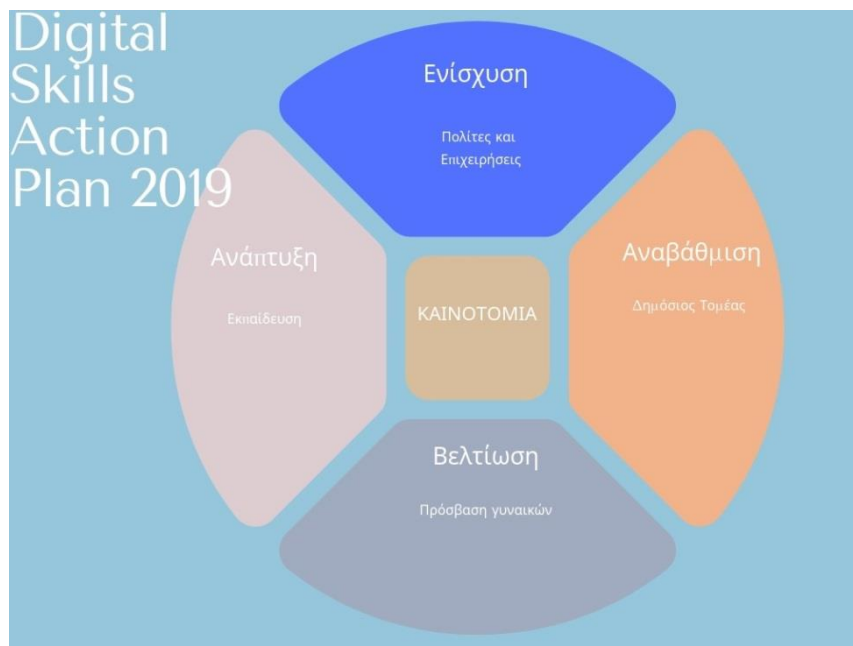 Digital
Skills
Action
Plan 2019
Ενίσχυση
Πολίτες και
Επιχειρήσεις
Ανάπτυξη
Εκπαίδευση
ΚΑΙΝΟΤΟΜΙΑ
Αναβάθμιση
Δημόσιος Τομέας
Βελτίωση
Πρόσβαση γυναικών